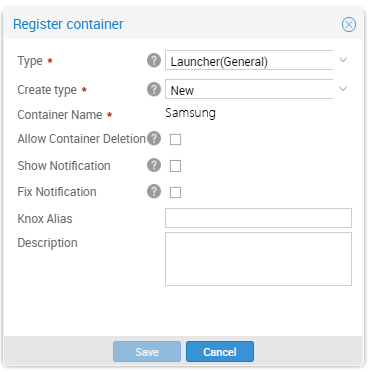 Register container
Type * ? Launcher(General)
Create type * ? New
Container Name * Samsung
Allow Container Deletion ?
Show Notification ?
Fix Notification ?
Knox Alias
Description
Save Cancel